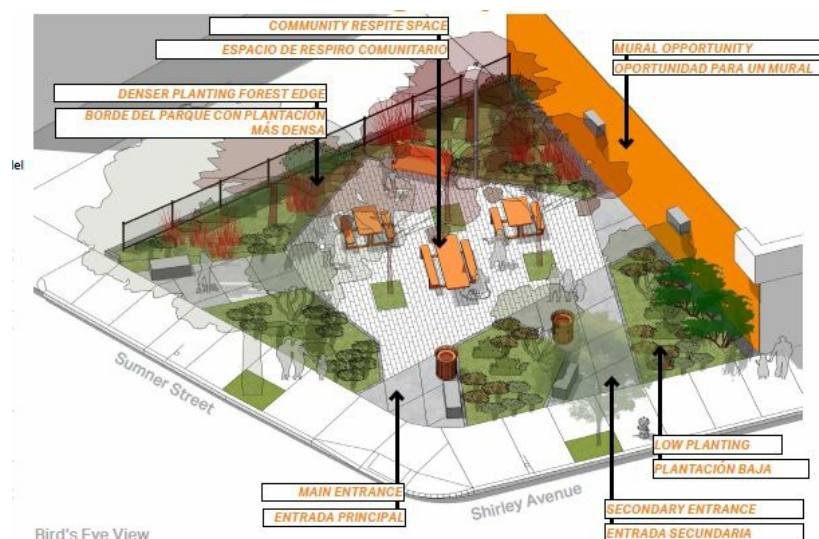 COMMUNITY RESPITE SPACE
ESPACIO DE RESPIRO COMUNITARIO
MURAL OPPORTUNITY
OPORTUNIDAD PARA UN MURAL
DENSER PLANTING FOREST EDGE
BORDE DEL PARQUE CON PLANTACION
MÁS DENSA
Sumner Street
LOW PLANTING
PLANTACIÓN BAJA
MAIN ENTRANCE
ENTRADA PRINCIPAL
Shirley Avenue
SECONDARY ENTRANCE
ENTRADA SECUNDARIA
Bird's Eye View